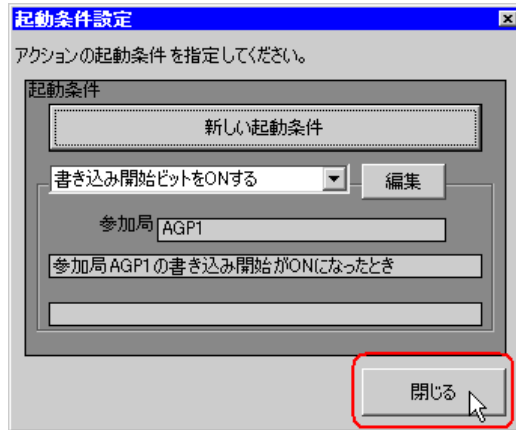 起動条件設定
アクションの起動条件を指定してください。
起動条件
新しい起動条件
書き込み開始ビットをONする
編集
参加局 AGP1
参加局AGP1の書き込み開始がONになったとき
閉じる